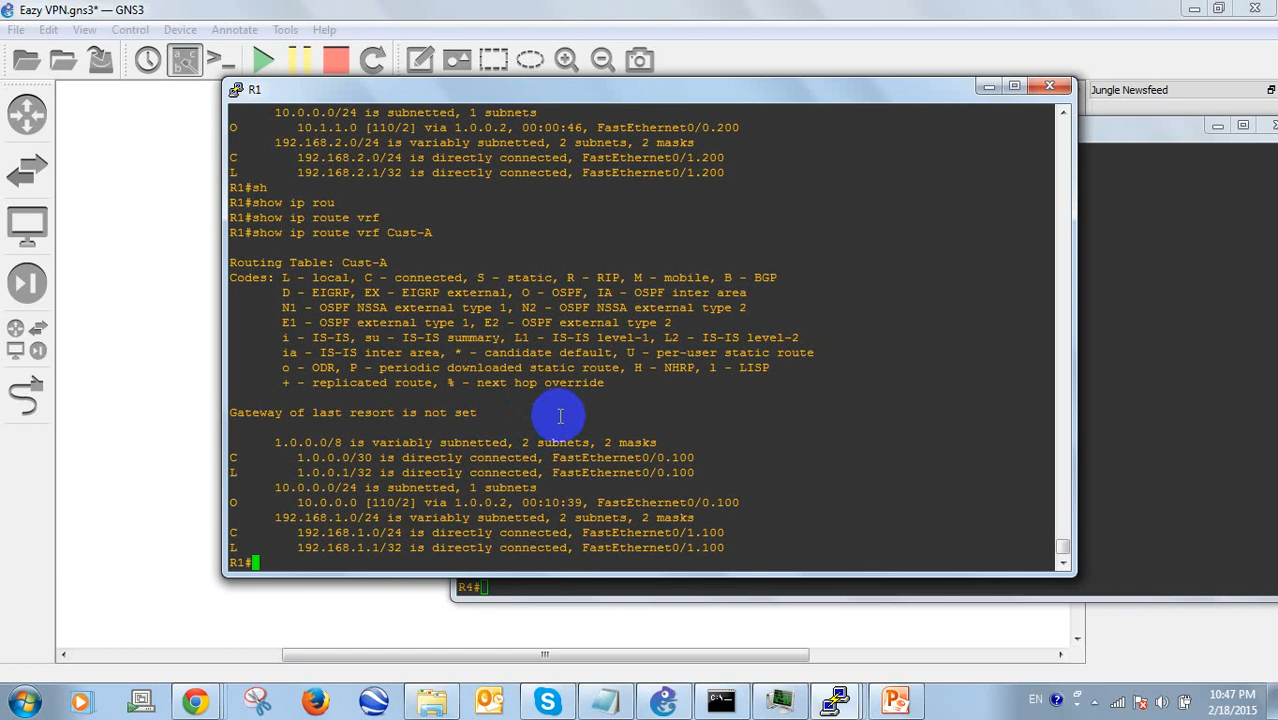 Eazy VPN.gns3* — GNS3
File Edit View Control Device Annotate Tools Help
R1
Jungle Newsfeed
10.0.0.0/24 is subnetted, 1 subnets
O 10.1.1.0 [110/2] via 1.0.0.2, 00:00:46, FastEthernet0/0.200
192.168.2.0/24 is variably subnetted, 2 subnets, 2 masks
C 192.168.2.0/24 is directly connected, FastEthernet0/1.200
L 192.168.2.1/32 is directly connected, FastEthernet0/1.200
R1#sh
R1#show ip rou
R1#show ip route vrf
R1#show ip route vrf Cust-A
Routing Table: Cust-A
Codes: L - local, C - connected, S - static, R - RIP, M - mobile, B - BGP
D - EIGRP, EX - EIGRP external, O - OSPF, IA - OSPF inter area
N1 - OSPF NSSA external type 1, N2 - OSPF NSSA external type 2
E1 - OSPF external type 1, E2 - OSPF external type 2
i - IS-IS, su - IS-IS summary, L1 - IS-IS level-1, L2 - IS-IS level-2
ia - IS-IS inter area, * - candidate default, U - per-user static route
o - ODR, P - periodic downloaded static route, H - NHRP, l - LISP
+ - replicated route, % - next hop override
Gateway of last resort is not set
1.0.0.0/8 is variably subnetted, 2 subnets, 2 masks
C 1.0.0.0/30 is directly connected, FastEthernet0/0.100
L 1.0.0.1/32 is directly connected, FastEthernet0/0.100
10.0.0.0/24 is subnetted, 1 subnets
O 10.0.0.0 [110/2] via 1.0.0.2, 00:10:39, FastEthernet0/0.100
192.168.1.0/24 is variably subnetted, 2 subnets, 2 masks
C 192.168.1.0/24 is directly connected, FastEthernet0/1.100
L 192.168.1.1/32 is directly connected, FastEthernet0/1.100
R1#
R4#
EN
10:47 PM
2/18/2015